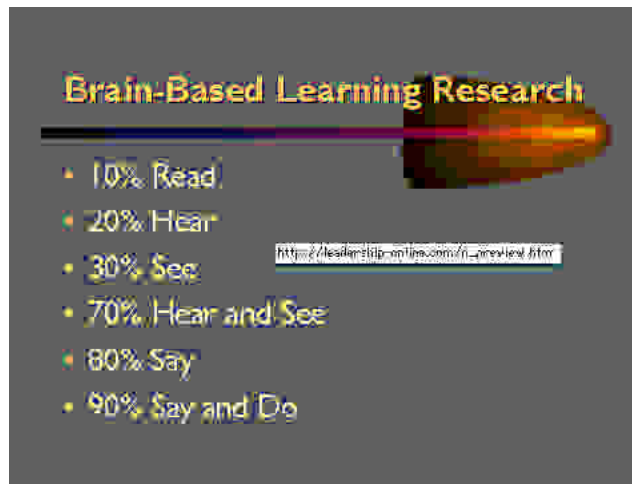 Brain-Based Learning Research
• 10% Read
• 20% Hear
• 30% See
• 70% Hear and See
• 80% Say
• 90% Say and Do